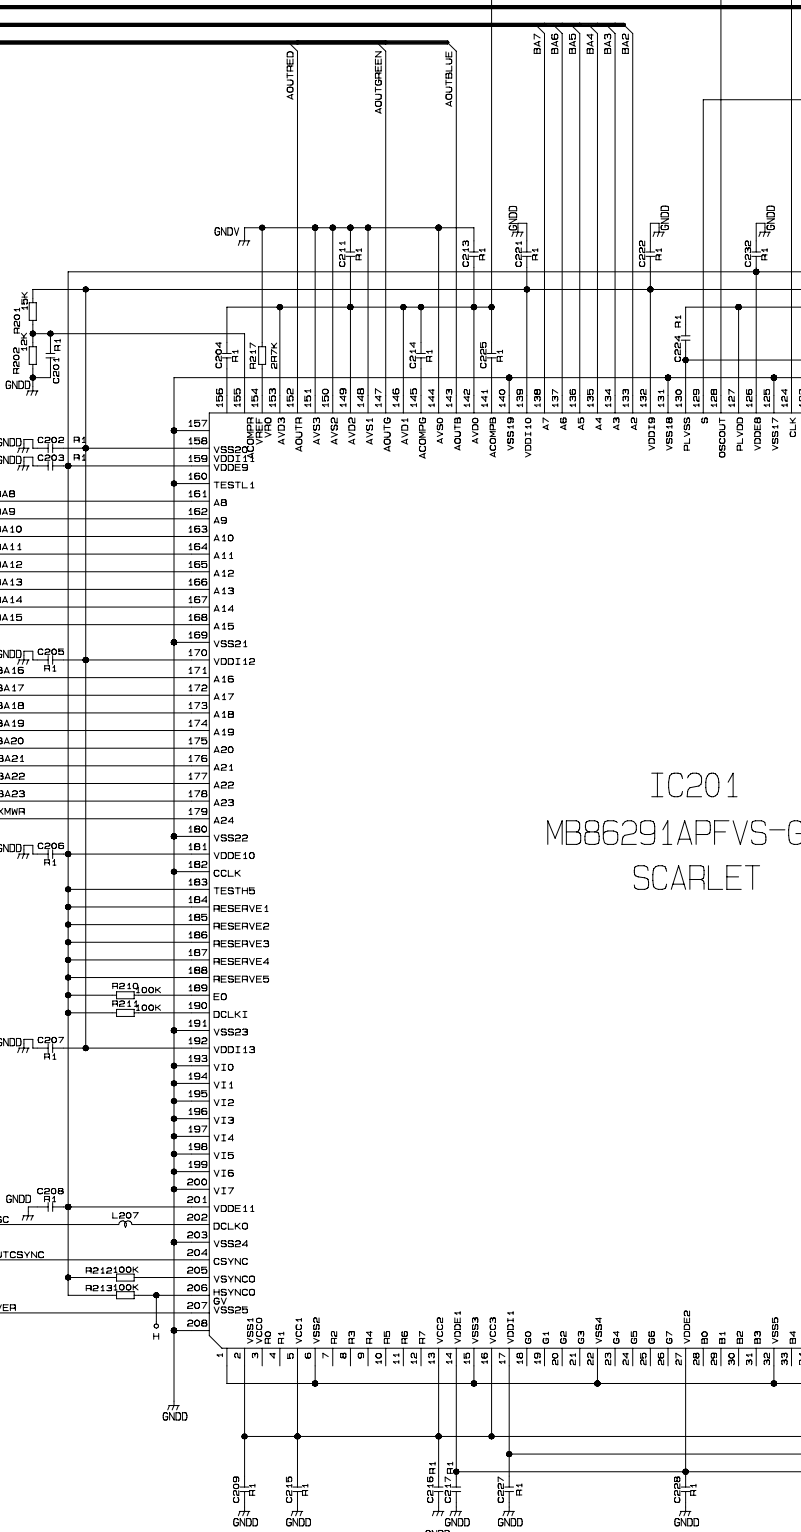 AOUTRED
AOUTGREEN
AOUTBLUE
BA7
BA6
BA5
BA4
BA3
BA2
GNDV
C211
R1
C213
R1
GNDD
C221
R1
C222
R1
GNDD
C232
R1
GNDD
R201
15K
R202
12K
C201
R1
GNDD
C204
R1
R217
2R7K
C214
R1
C225
R1
C224
R1
156
155
154
153
152
151
150
149
148
147
146
145
144
143
142
141
140
139
138
137
136
135
134
133
132
131
130
129
128
127
126
125
124
ACOMPR
VREF
VRO
AVD3
AOUTR
AVS3
AVS2
AVD2
AVS1
AOUTG
AVD1
ACOMPG
AVS0
AOUTB
AVD0
ACOMPB
VSS19
VDDI10
A7
A6
A5
A4
A3
A2
VDDI9
VSS18
PLVSS
S
OSCOUT
PLVDD
VDDE8
VSS17
CLK
157
158
VSS20
GNDD C202 R1
159 VDDI11
GNDD C203 R1
VDDE9
160
TESTL1
BA8 161 A8
BA9 162 A9
BA10 163 A10
BA11 164 A11
BA12 165 A12
BA13 166 A13
BA14 167 A14
BA15 168 A15
169 VSS21
GNDD C205 R1 170 VDDI12
BA16 171 A16
BA17 172 A17
BA18 173 A18
BA19 174 A19
BA20 175 A20
BA21 176 A21
BA22 177 A22
BA23 178 A23
XMWR 179 A24
180 VSS22
GNDD C206 R1 181 VDDE10
182 CCLK
183 TESTH5
184 RESERVE1
185 RESERVE2
186 RESERVE3
187 RESERVE4
188 RESERVE5
R210 100K 189 EO
R211 100K 190 DCLKI
191 VSS23
GNDD C207 R1 192 VDDI13
193 VI0
194 VI1
195 VI2
196 VI3
197 VI4
198 VI5
199 VI6
200 VI7
GNDD C208 R1 201 VDDE11
SC L207 202 DCLKO
203 VSS24
UTCSYNC 204 CSYNC
R212 100K 205 VSYNCO
R213 100K 206 HSYNCO
GV
VER 207 VSS25
208
H
IC201
MB86291APFVS-G
SCARLET
VSS1
VCC0
R0
R1
VCC1
VSS2
R2
R3
R4
R5
R6
R7
VCC2
VDDE1
VSS3
VCC3
VDDI1
G0
G1
G2
G3
VSS4
G4
G5
G6
G7
VDDE2
B0
B1
B2
B3
VSS5
B4
1
2
3
4
5
6
7
8
9
10
11
12
13
14
15
16
17
18
19
20
21
22
23
24
25
26
27
28
29
30
31
32
33
GNDD
C209
R1
GNDD
C215
R1
GNDD
C216
R1
C217
R1
GNDD
C227
R1
GNDD
C228
R1
GNDD